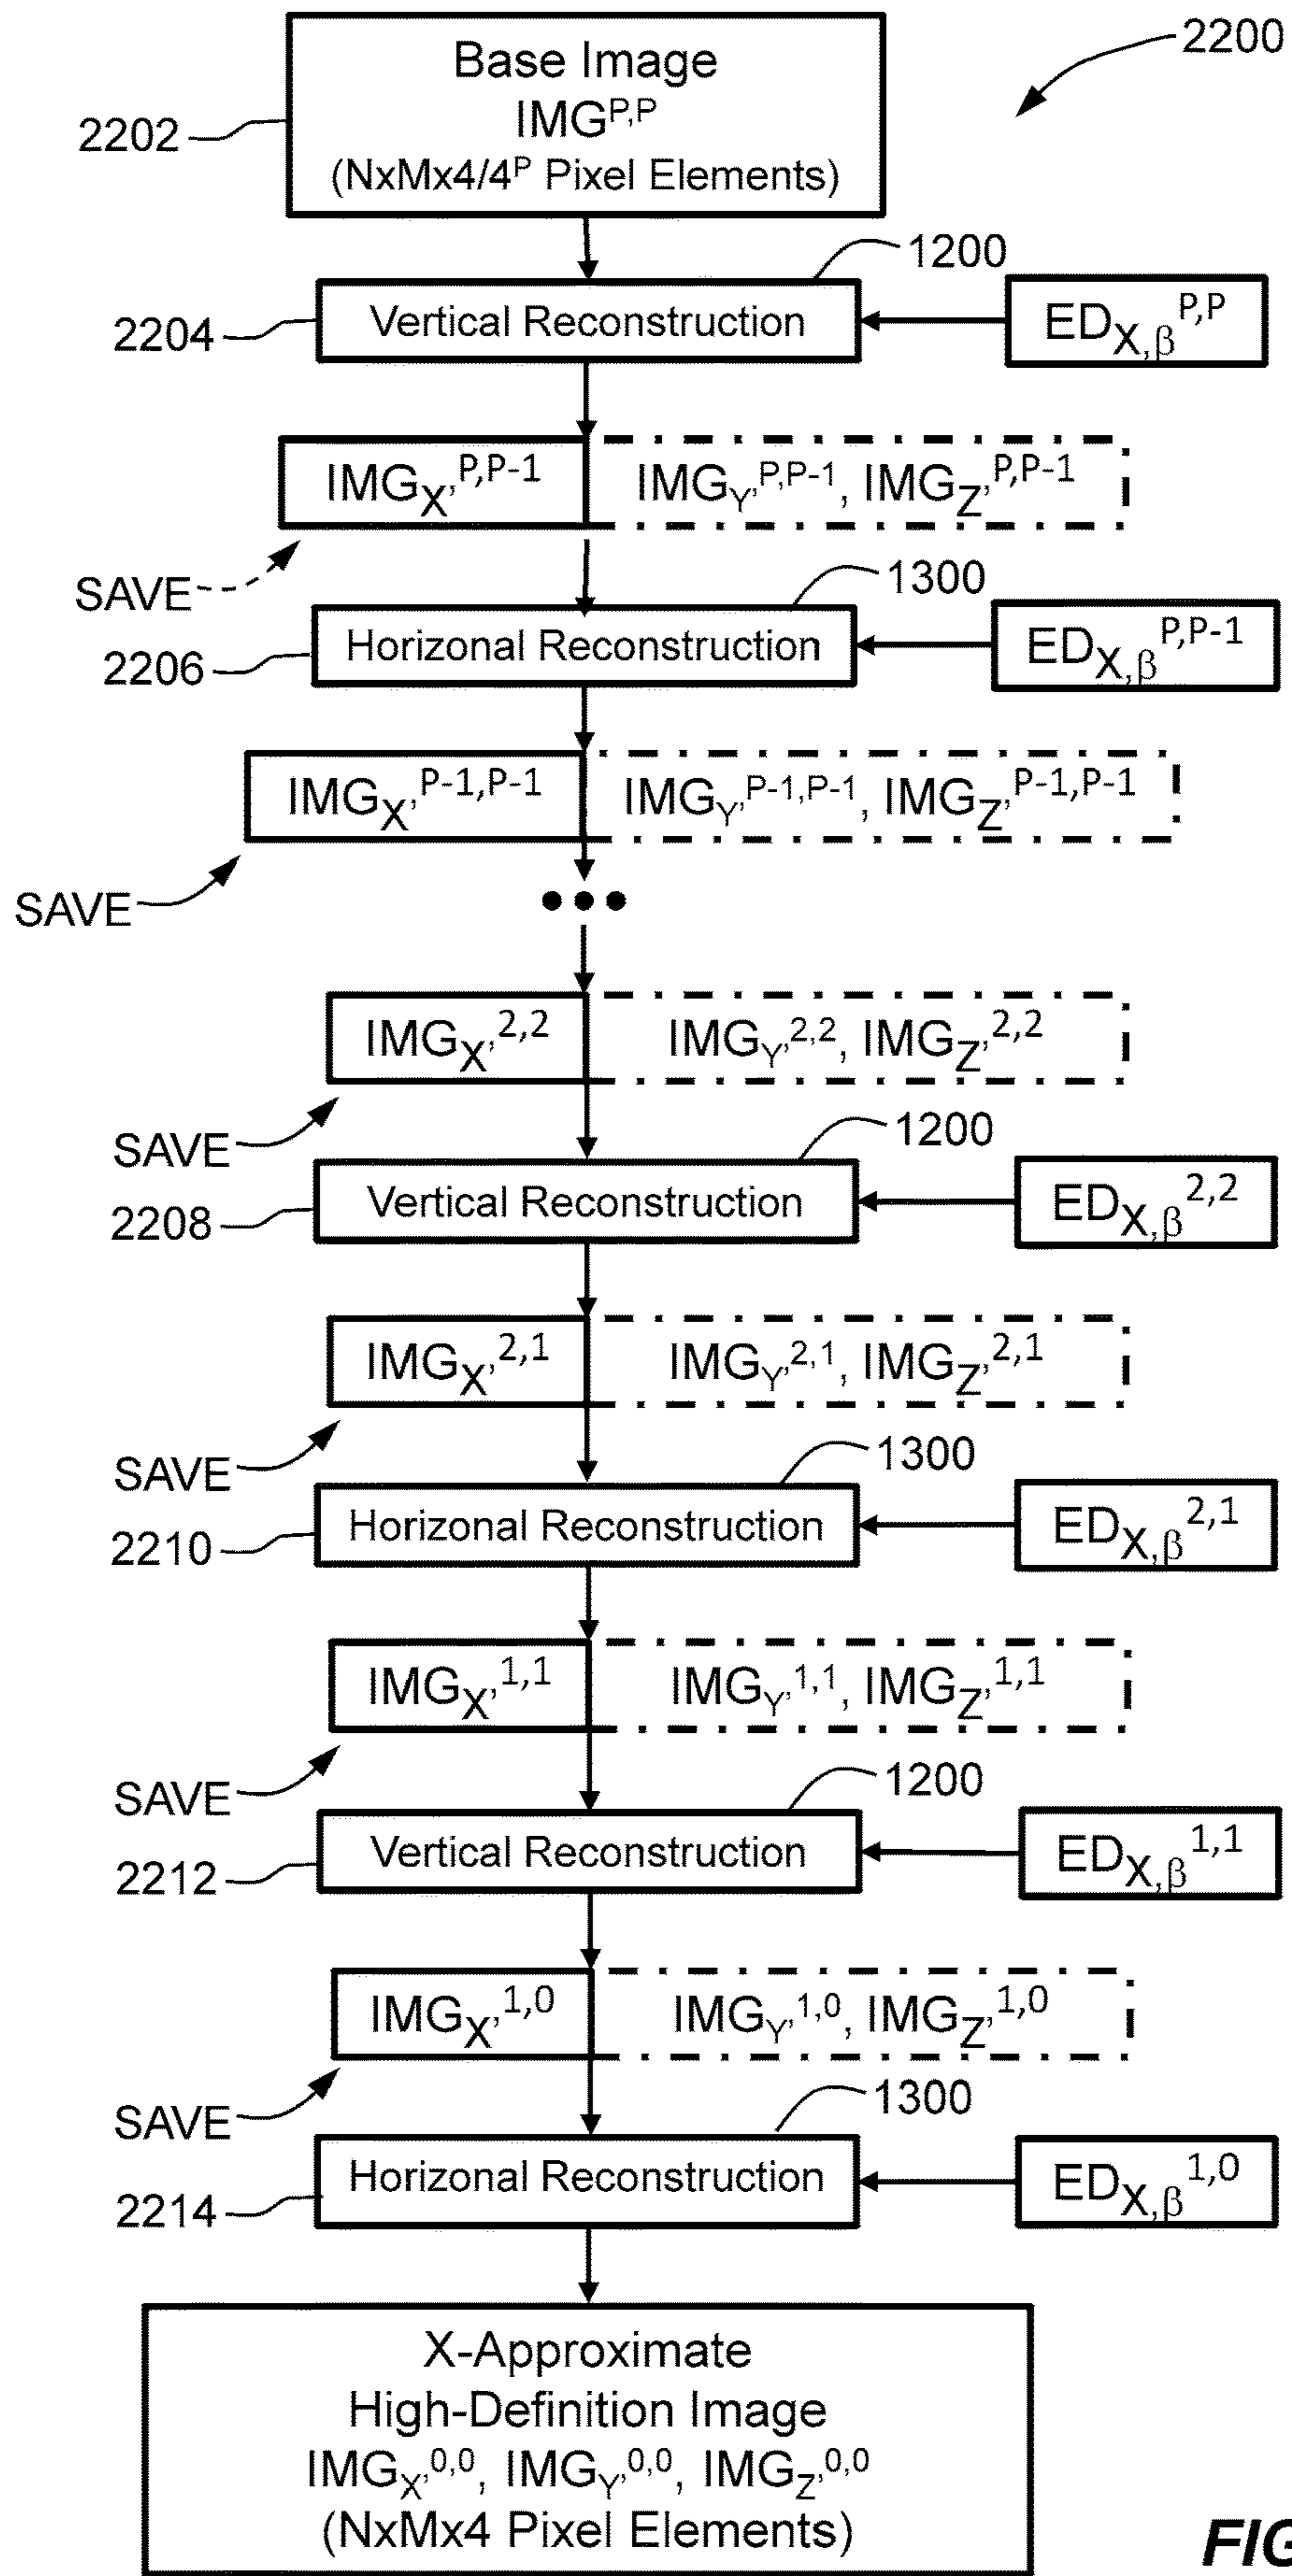 2200
Base Image
IMG^P,P
(NxMx4/4^P Pixel Elements)
2202
1200
Vertical Reconstruction
2204
ED_X,β^P,P
IMG_X'^P,P-1
IMG_Y'^P,P-1, IMG_Z'^P,P-1
SAVE
1300
Horizonal Reconstruction
2206
ED_X,β^P,P-1
IMG_X'^P-1,P-1
IMG_Y'^P-1,P-1, IMG_Z'^P-1,P-1
SAVE
IMG_X'^2,2
IMG_Y'^2,2, IMG_Z'^2,2
SAVE
1200
Vertical Reconstruction
2208
ED_X,β^2,2
IMG_X'^2,1
IMG_Y'^2,1, IMG_Z'^2,1
SAVE
1300
Horizonal Reconstruction
2210
ED_X,β^2,1
IMG_X'^1,1
IMG_Y'^1,1, IMG_Z'^1,1
SAVE
1200
Vertical Reconstruction
2212
ED_X,β^1,1
IMG_X'^1,0
IMG_Y'^1,0, IMG_Z'^1,0
SAVE
1300
Horizonal Reconstruction
2214
ED_X,β^1,0
X-Approximate
High-Definition Image
IMG_X'^0,0, IMG_Y'^0,0, IMG_Z'^0,0
(NxMx4 Pixel Elements)
FIG